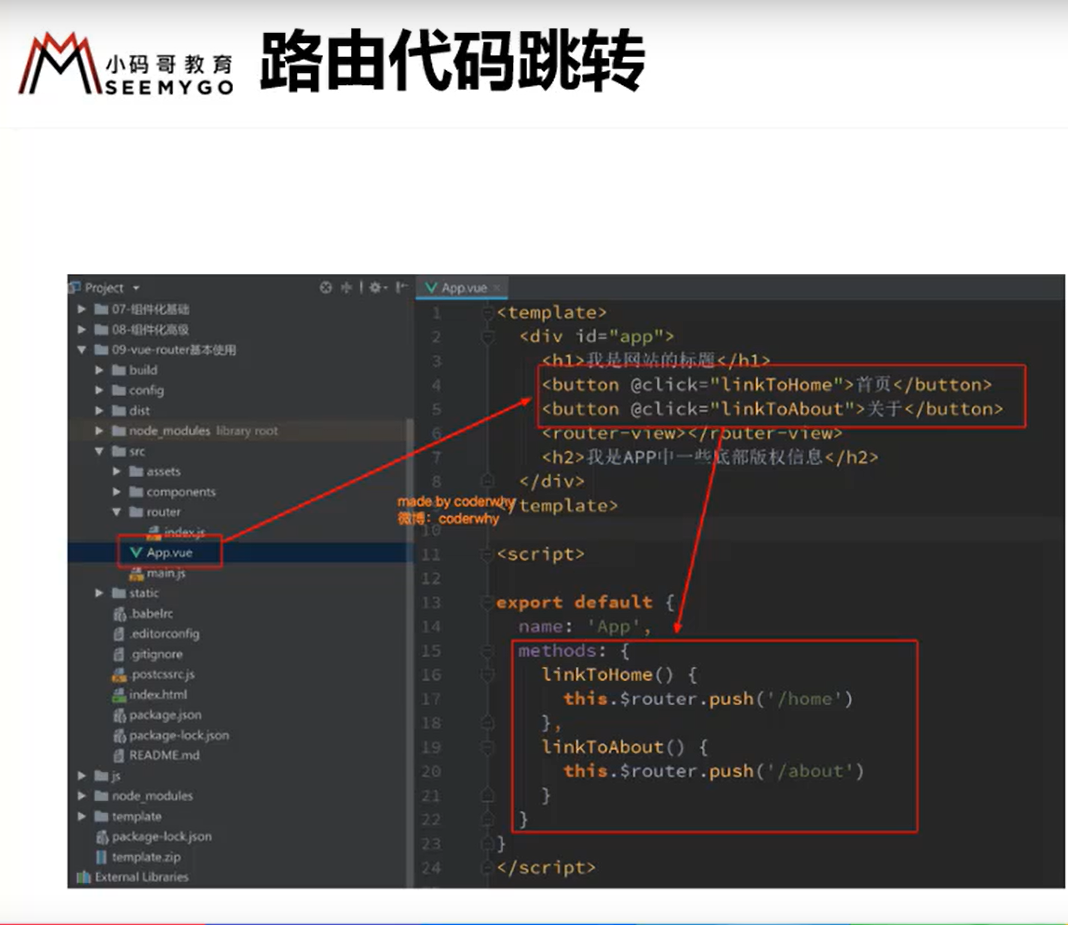 小码哥教育
SEEMYGO
路由代码跳转
Project
07-组件化基础
08-组件化高级
09-vue-router基本使用
build
config
dist
node_modules library root
src
assets
components
router
index.js
App.vue
main.js
static
.babelrc
.editorconfig
.gitignore
.postcssrc.js
index.html
package.json
package-lock.json
README.md
js
node_modules
template
package-lock.json
template.zip
External Libraries
made by coderwhy
微博：coderwhy
App.vue
1 <template>
2 <div id="app">
3 <h1>我是网站的标题</h1>
4 <button @click="linkToHome">首页</button>
5 <button @click="linkToAbout">关于</button>
6 <router-view></router-view>
7 <h2>我是APP中一些底部版权信息</h2>
8 </div>
</template>
10
11 <script>
12
13 export default {
14 name: 'App',
15 methods: {
16 linkToHome() {
17 this.$router.push('/home')
18 },
19 linkToAbout() {
20 this.$router.push('/about')
21 }
22 }
23 }
24 </script>